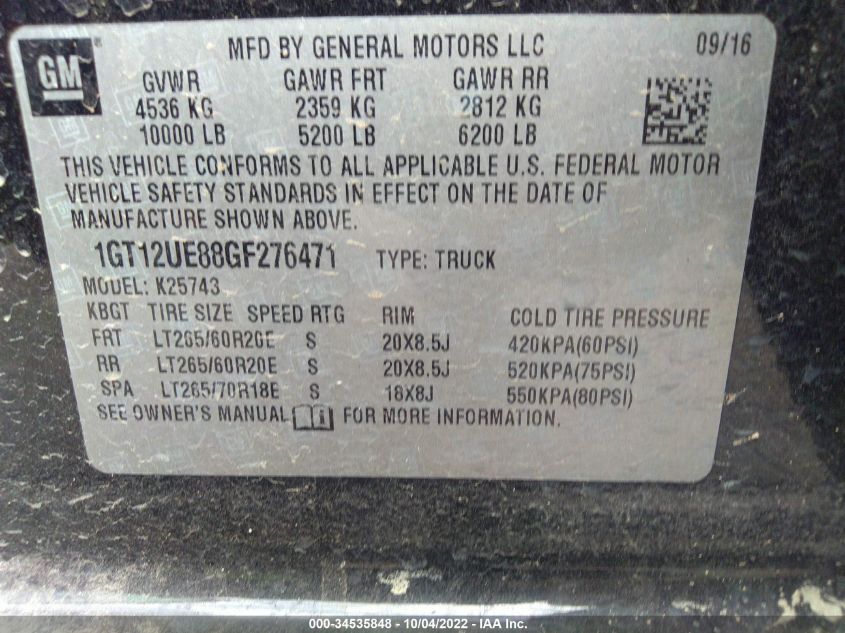 GM
MFD BY GENERAL MOTORS LLC 09/16
GVWR GAWR FRT GAWR RR
4536 KG 2359 KG 2812 KG
10000 LB 5200 LB 6200 LB
THIS VEHICLE CONFORMS TO ALL APPLICABLE U.S. FEDERAL MOTOR
VEHICLE SAFETY STANDARDS IN EFFECT ON THE DATE OF
MANUFACTURE SHOWN ABOVE.
1GT12UE88GF276471 TYPE: TRUCK
MODEL: K25743
KBGT TIRE SIZE SPEED RTG RIM COLD TIRE PRESSURE
FRT LT265/60R20E S 20X8.5J 420KPA(60PSI)
RR LT265/60R20E S 20X8.5J 520KPA(75PSI)
SPA LT265/70R18E S 18X8J 550KPA(80PSI)
SEE OWNER'S MANUAL FOR MORE INFORMATION.
000-34535848 - 10/04/2022 - IAA Inc.